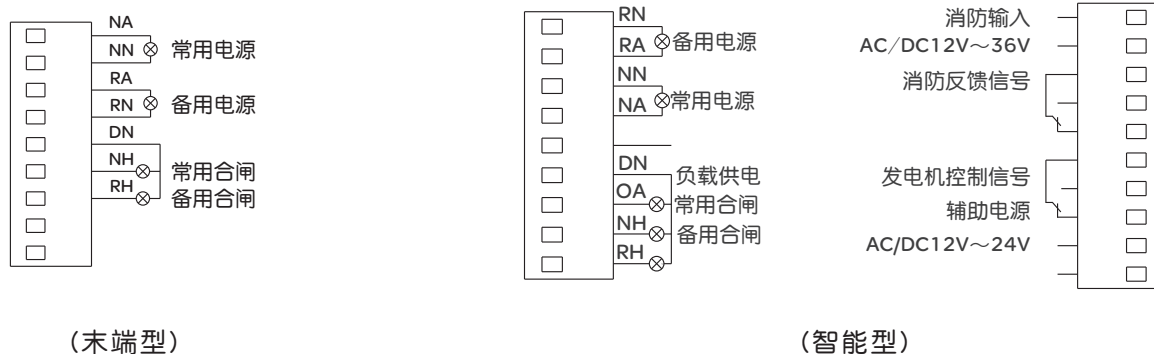 NA
NN 常用电源
RA
RN 备用电源
DN
NH 常用合闸
RH 备用合闸
(末端型)
RN
RA 备用电源
NN
NA 常用电源
DN 负载供电
OA 常用合闸
NH 备用合闸
RH
消防输入
AC/DC12V～36V
消防反馈信号
发电机控制信号
辅助电源
AC/DC12V～24V
(智能型)